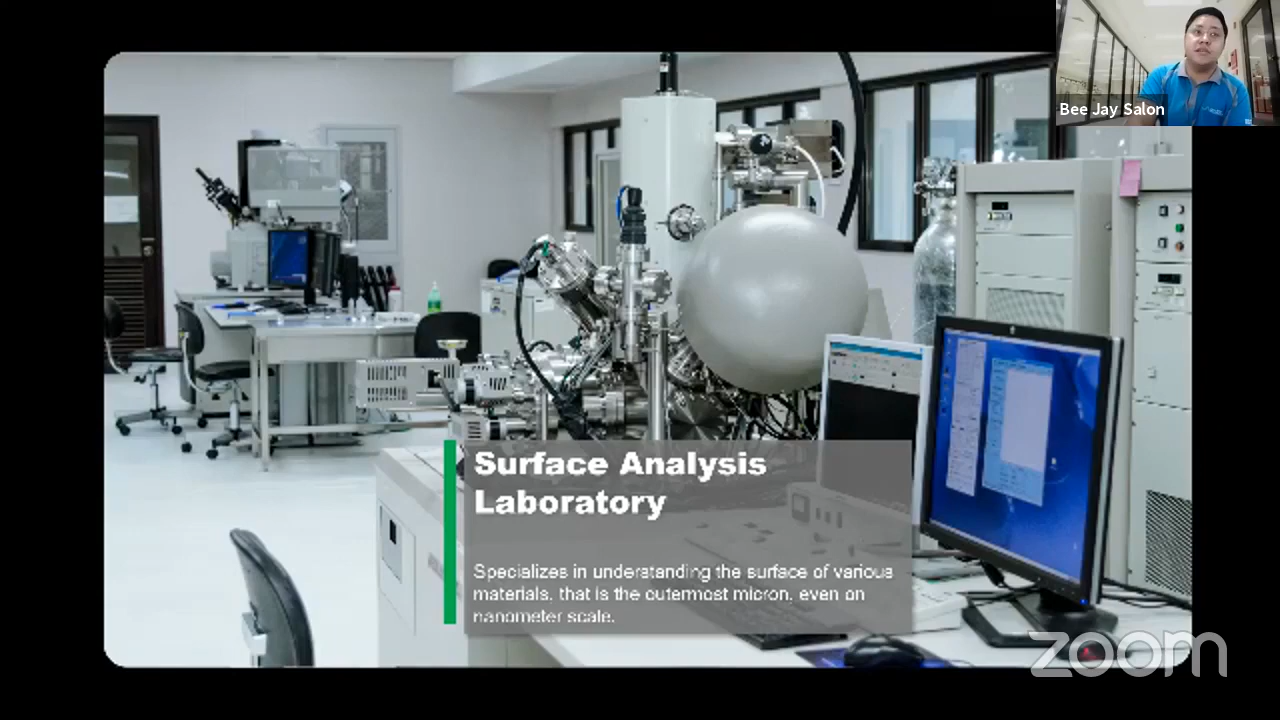 Bee Jay Salon
Surface Analysis
Laboratory
Specializes in understanding the surface of various
materials, that is the outermost micron, even on
nanometer scale.
zoom